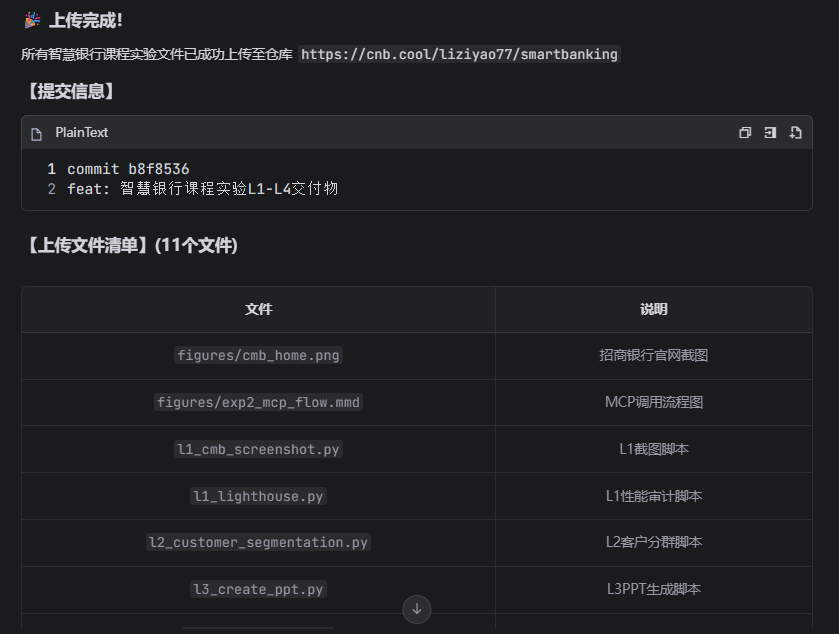 🎉 上传完成!
所有智慧银行课程实验文件已成功上传至仓库 https://cnb.cool/liziyao77/smartbanking
【提交信息】
PlainText
1 commit b8f8536
2 feat: 智慧银行课程实验L1-L4交付物
【上传文件清单】(11个文件)
文件 说明
figures/cmb_home.png 招商银行官网截图
figures/exp2_mcp_flow.mmd MCP调用流程图
l1_cmb_screenshot.py L1截图脚本
l1_lighthouse.py L1性能审计脚本
l2_customer_segmentation.py L2客户分群脚本
l3_create_ppt.py L3PPT生成脚本